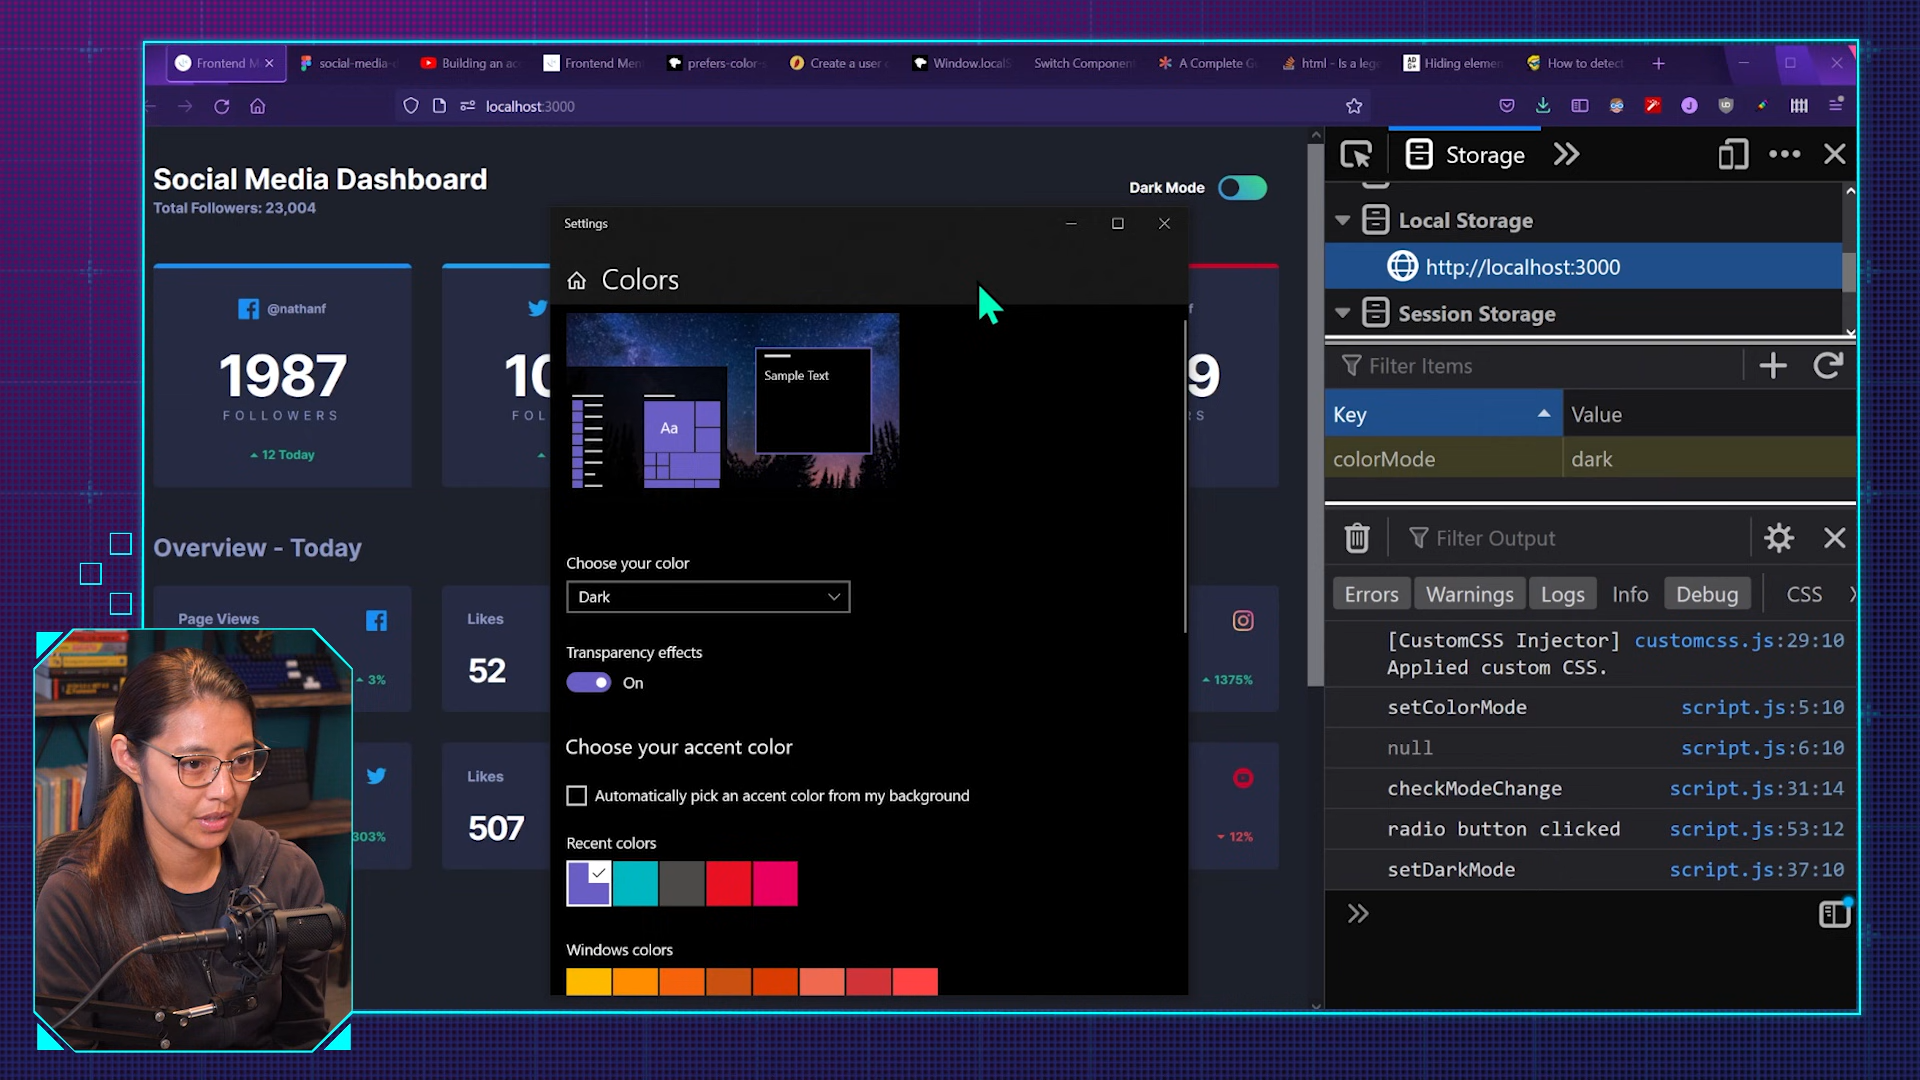 Frontend M
social-media-
Building an ac
Frontend Men
prefers-color-
Create a user
Window.localS
Switch Component
A Complete G
html - Is a leg
Hiding elemen
How to detect
localhost:3000
Social Media Dashboard
Total Followers: 23,004
Dark Mode
@nathanf
1987
FOLLOWERS
12 Today
10
FOL
f
9
RS
Overview - Today
Page Views
3%
Likes
52
1375%
303%
Likes
507
12%
Settings
Colors
Sample Text
Aa
Choose your color
Dark
Transparency effects
On
Choose your accent color
Automatically pick an accent color from my background
Recent colors
Windows colors
Storage
Local Storage
http://localhost:3000
Session Storage
Filter Items
Key Value
colorMode dark
Filter Output
Errors Warnings Logs Info Debug CSS
[CustomCSS Injector] customcss.js:29:10
Applied custom CSS.
setColorMode script.js:5:10
null script.js:6:10
checkModeChange script.js:31:14
radio button clicked script.js:53:12
setDarkMode script.js:37:10